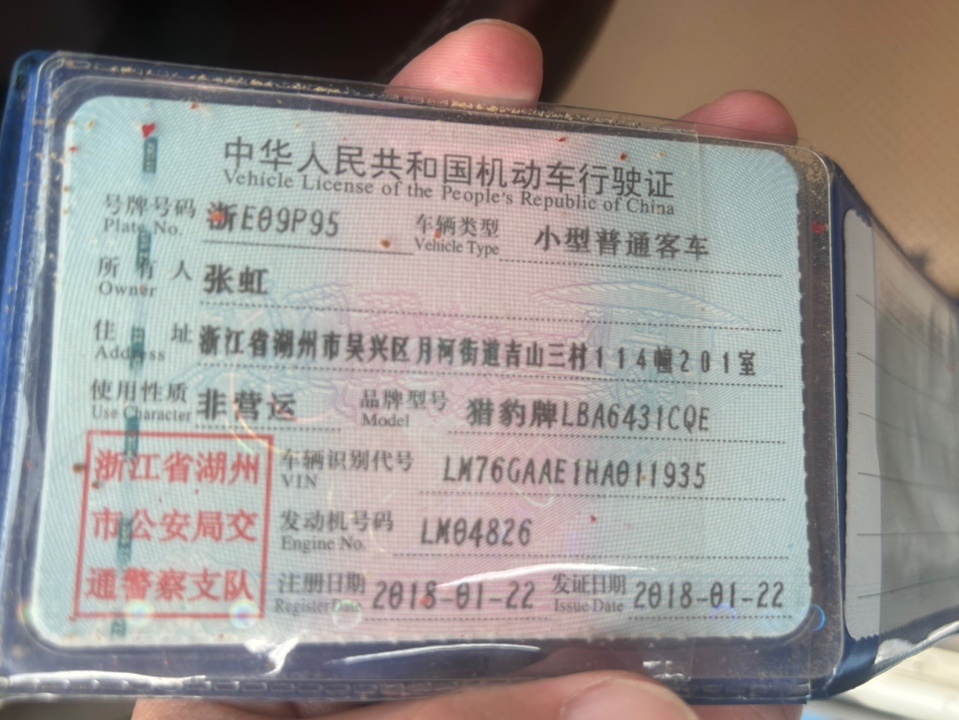 中华人民共和国机动车行驶证
Vehicle License of the People's Republic of China
号牌号码 浙E09P95 车辆类型 小型普通客车
Plate No. Vehicle Type
所有人 张虹
Owner
住址 浙江省湖州市吴兴区月河街道吉山三村114幢201室
Address
使用性质 非营运 品牌型号 猎豹牌LBA6431CQE
Use Character Model
浙江省湖州 车辆识别代号 LM76GAAE1HA011935
VIN
市公安局交 发动机号码 LM04826
Engine No.
通警察支队 注册日期 2018-01-22 发证日期 2018-01-22
Register Date Issue Date